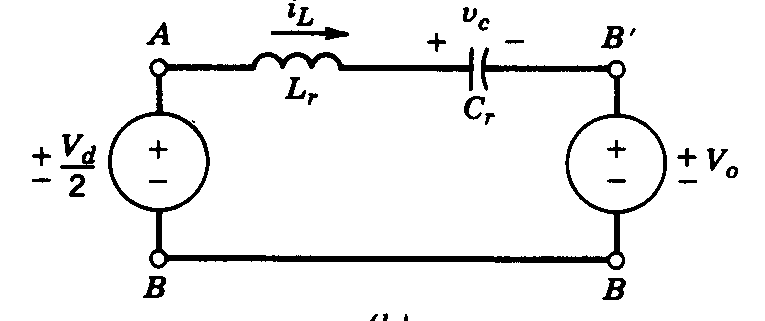 i_L
+ v_c −
A
B′
L_r
C_r
± V_d/2
+
−
+
−
± V_o
B
B